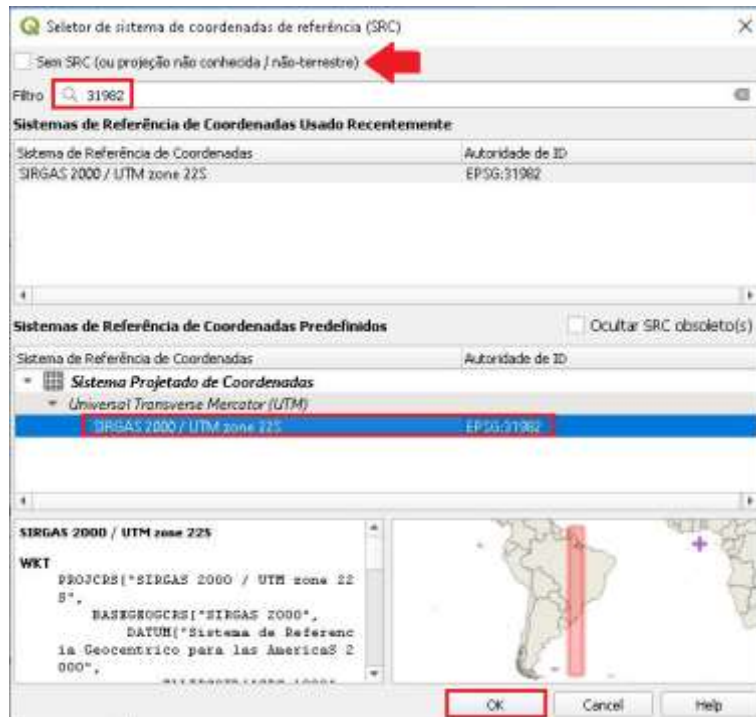 Seletor de sistema de coordenadas de referência (SRC)
Sem SRC (ou projeção não conhecida / não-terrestre)
Filtro 31982
Sistemas de Referência de Coordenadas Usado Recentemente
Sistema de Referência de Coordenadas Autoridade de ID
SIRGAS 2000 / UTM zone 22S EPSG:31982
Sistemas de Referência de Coordenadas Predefinidos Ocultar SRC obsoleto(s)
Sistema de Referência de Coordenadas Autoridade de ID
Sistema Projetado de Coordenadas
Universal Transverse Mercator (UTM)
SIRGAS 2000 / UTM zone 22S EPSG:31982
SIRGAS 2000 / UTM zone 22S
WKT
PROJCRS["SIRGAS 2000 / UTM zone 22
S",
BASEGEOGCRS["SIRGAS 2000",
DATUM["Sistema de Referenc
ia Geocentrico para las AmericaS 2
000",
OK Cancel Help